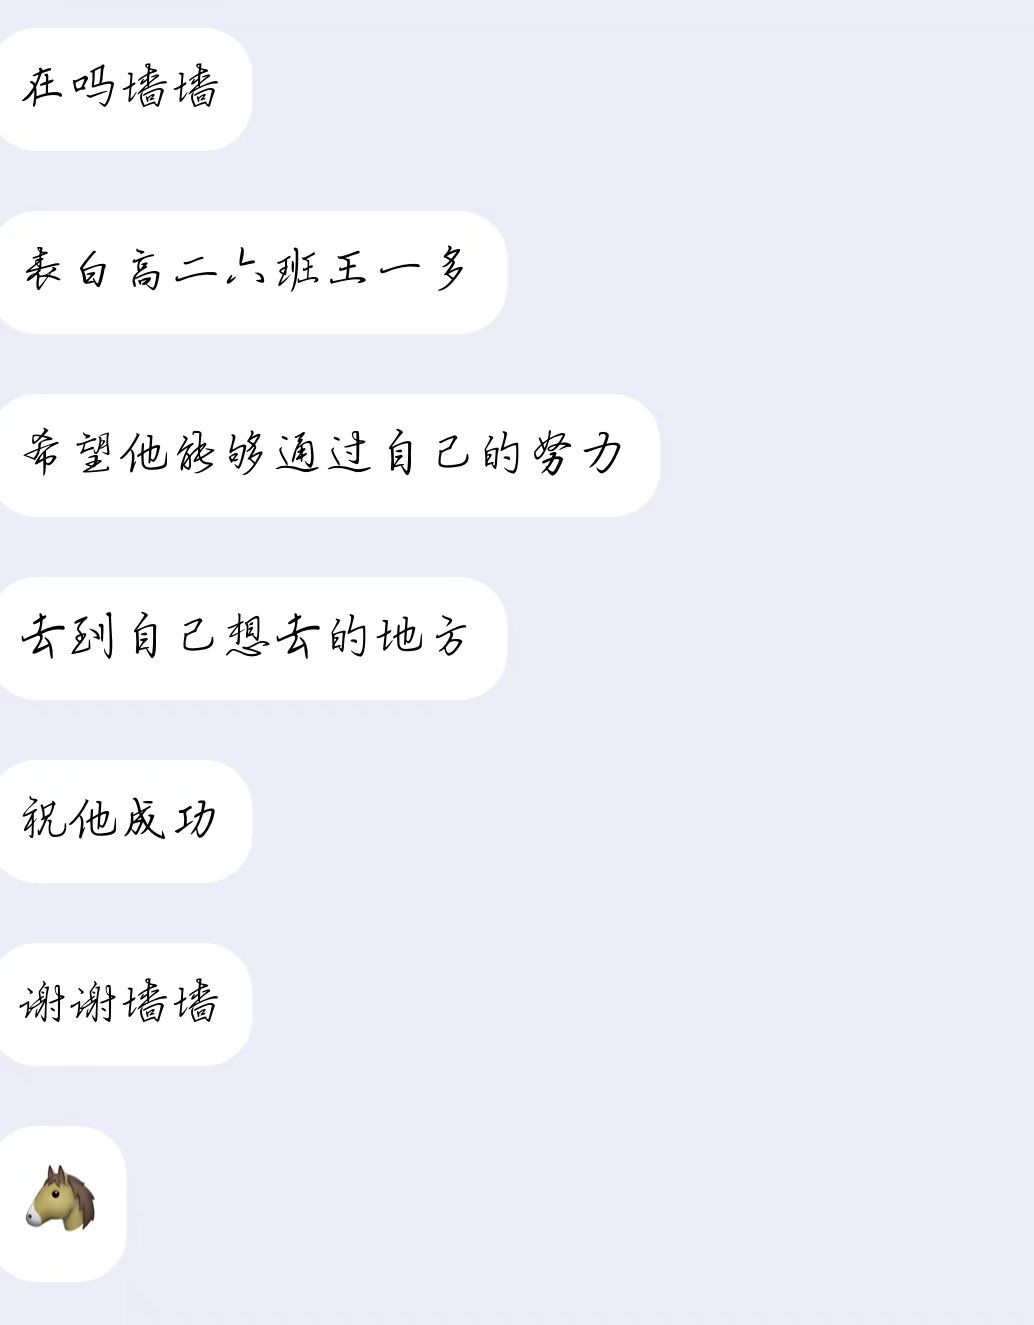 在吗墙墙
表白高二六班王一多
希望他能够通过自己的努力
去到自己想去的地方
祝他成功
谢谢墙墙
🐴